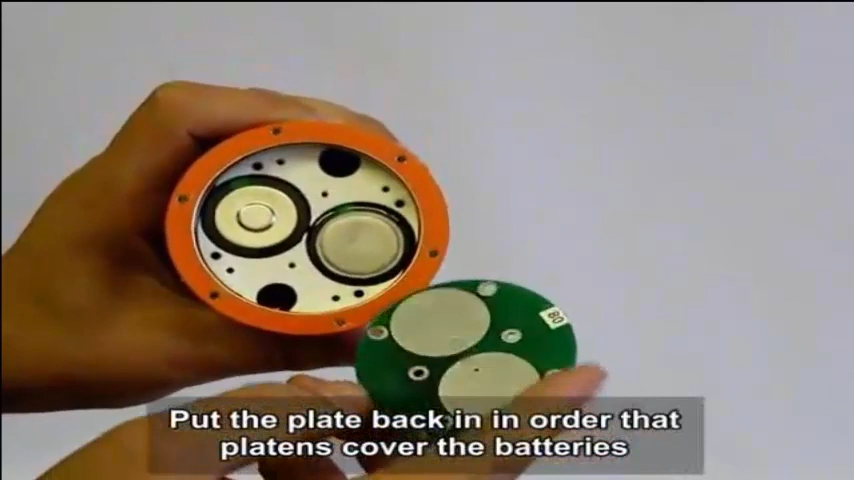 80
Put the plate back in in order that
platens cover the batteries